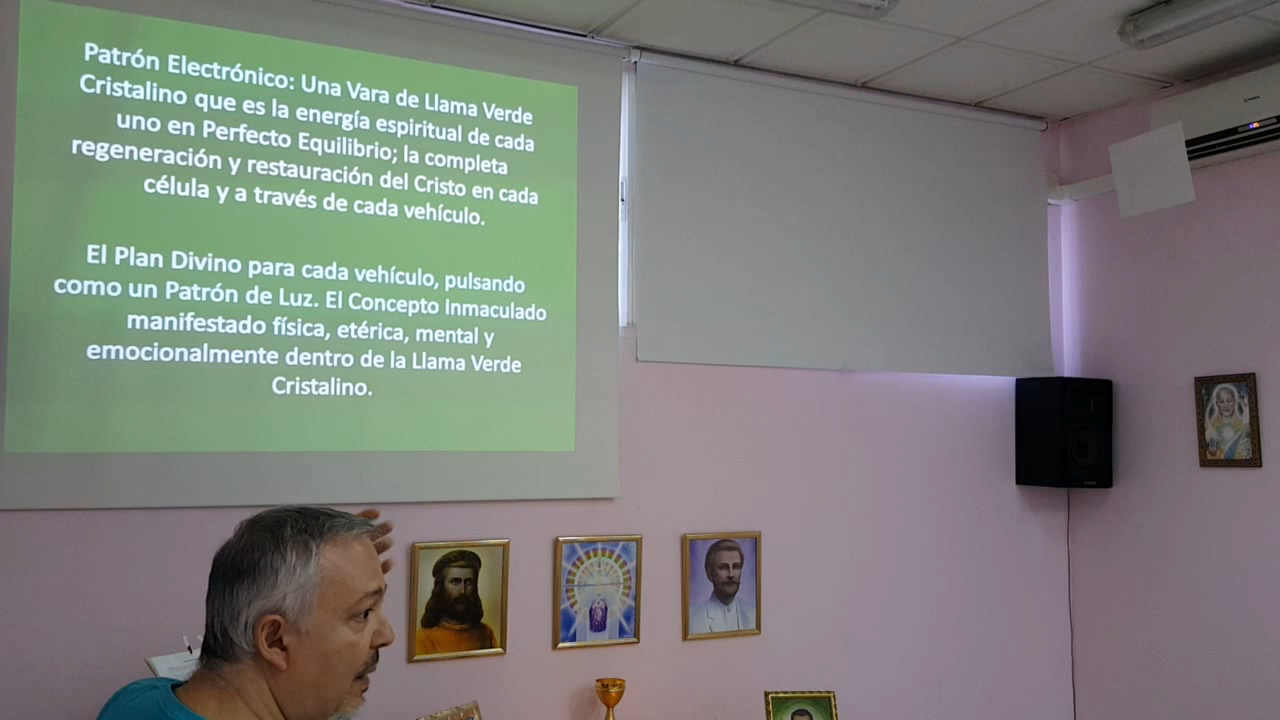 Patrón Electrónico: Una Vara de Llama Verde
Cristalino que es la energía espiritual de cada
uno en Perfecto Equilibrio; la completa
regeneración y restauración del Cristo en cada
célula y a través de cada vehículo.
El Plan Divino para cada vehículo, pulsando
como un Patrón de Luz. El Concepto Inmaculado
manifestado física, etérica, mental y
emocionalmente dentro de la Llama Verde
Cristalino.